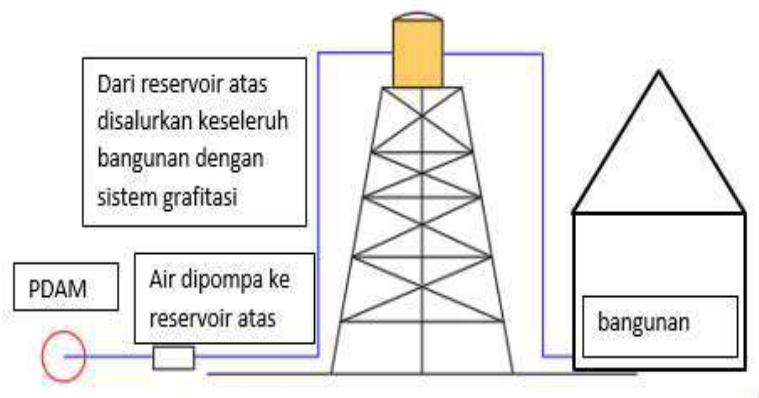 Dari reservoir atas
disalurkan keseleruh
bangunan dengan
sistem grafitasi
PDAM
Air dipompa ke
reservoir atas
bangunan